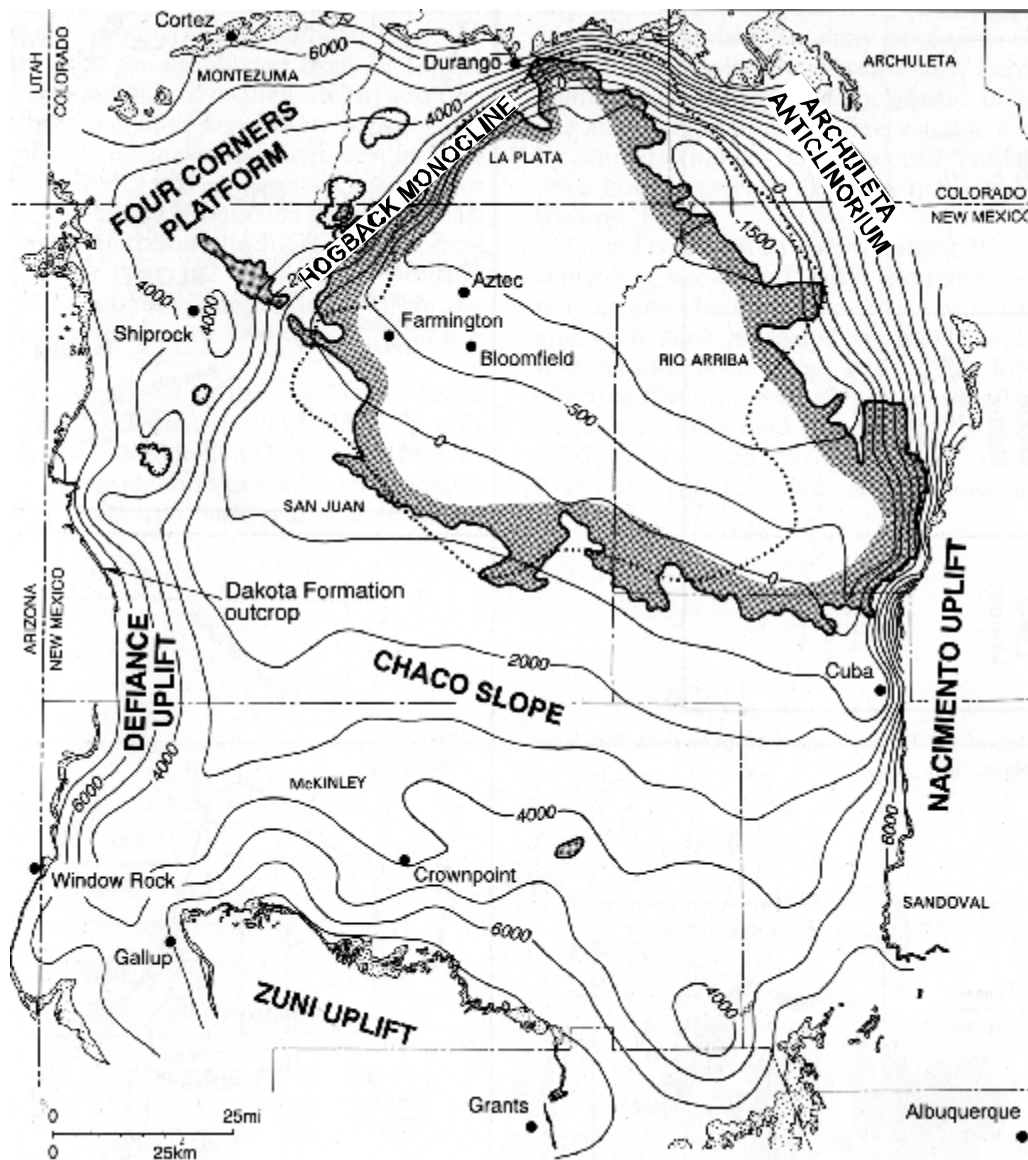 Cortez
6000
UTAH
COLORADO
MONTEZUMA
Durango
ARCHULETA
4000
FOUR CORNERS
PLATFORM
HOGBACK MONOCLINE
LA PLATA
ARCHULETA
ANTICLINORIUM
0
COLORADO
NEW MEXICO
-1500
4000
Shiprock
4000
Aztec
Farmington
Bloomfield
RIO ARRIBA
-500
0
SAN JUAN
0
Dakota Formation
outcrop
ARIZONA
NEW MEXICO
DEFIANCE
UPLIFT
CHACO SLOPE
2000
Cuba
NACIMIENTO UPLIFT
4000
6000
McKINLEY
4000
6000
Window Rock
Crownpoint
SANDOVAL
6000
Gallup
ZUNI UPLIFT
4000
Grants
Albuquerque
0 25mi
0 25km